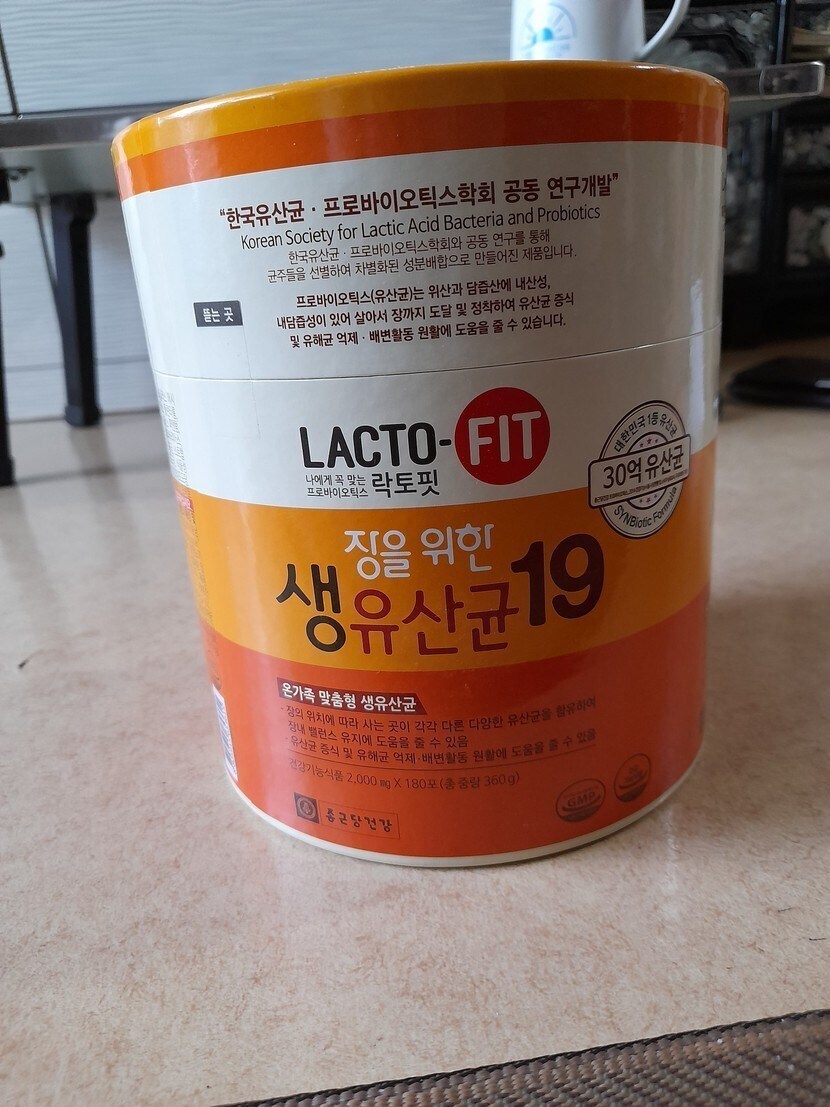 "한국유산균 · 프로바이오틱스학회 공동 연구개발"
Korean Society for Lactic Acid Bacteria and Probiotics
한국유산균 · 프로바이오틱스학회와 공동 연구를 통해
균주들을 선별하여 차별화된 성분배합으로 만들어진 제품입니다.
프로바이오틱스(유산균)는 위산과 담즙산에 내산성,
내담즙성이 있어 살아서 장까지 도달 및 정착하여 유산균 증식
및 유해균 억제 · 배변활동 원활에 도움을 줄 수 있습니다.
뜯는 곳
LACTO-FIT
나에게 꼭 맞는
프로바이오틱스 락토핏
대한민국 1등 유산균
30억 유산균
SYNBiotic Formula
장을 위한
생유산균19
온가족 맞춤형 생유산균
· 장의 위치에 따라 사는 곳이 각각 다른 다양한 유산균을 함유하여
장내 밸런스 유지에 도움을 줄 수 있음
· 유산균 증식 및 유해균 억제 · 배변활동 원활에 도움을 줄 수 있음
건강기능식품 2,000 mg X 180포 (총 중량 360g)
종근당건강
GMP